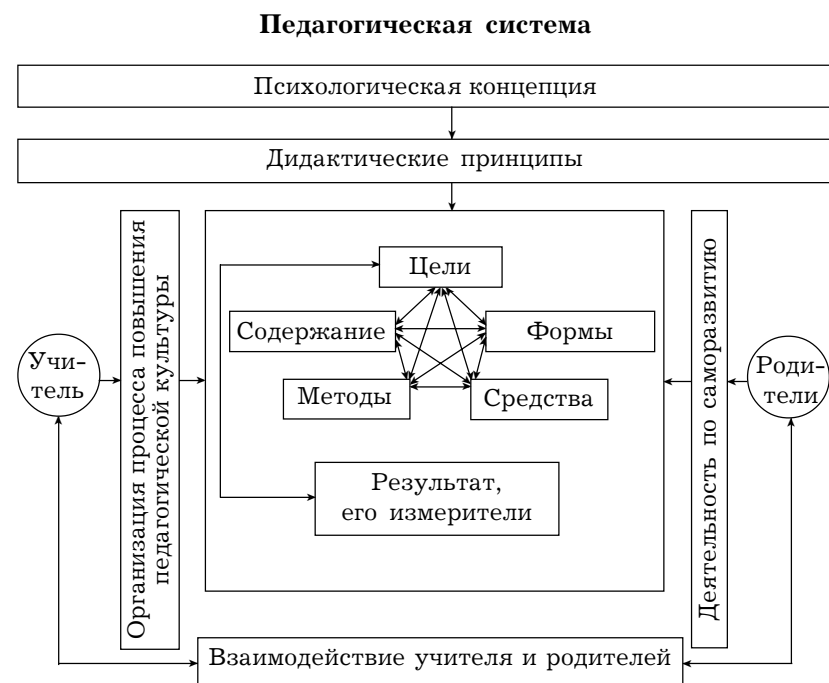 Педагогическая система
Психологическая концепция
Дидактические принципы
Организация процесса повышения
педагогической культуры
Учи-
тель
Цели
Содержание
Формы
Методы
Средства
Результат,
его измерители
Деятельность по саморазвитию
Роди-
тели
Взаимодействие учителя и родителей